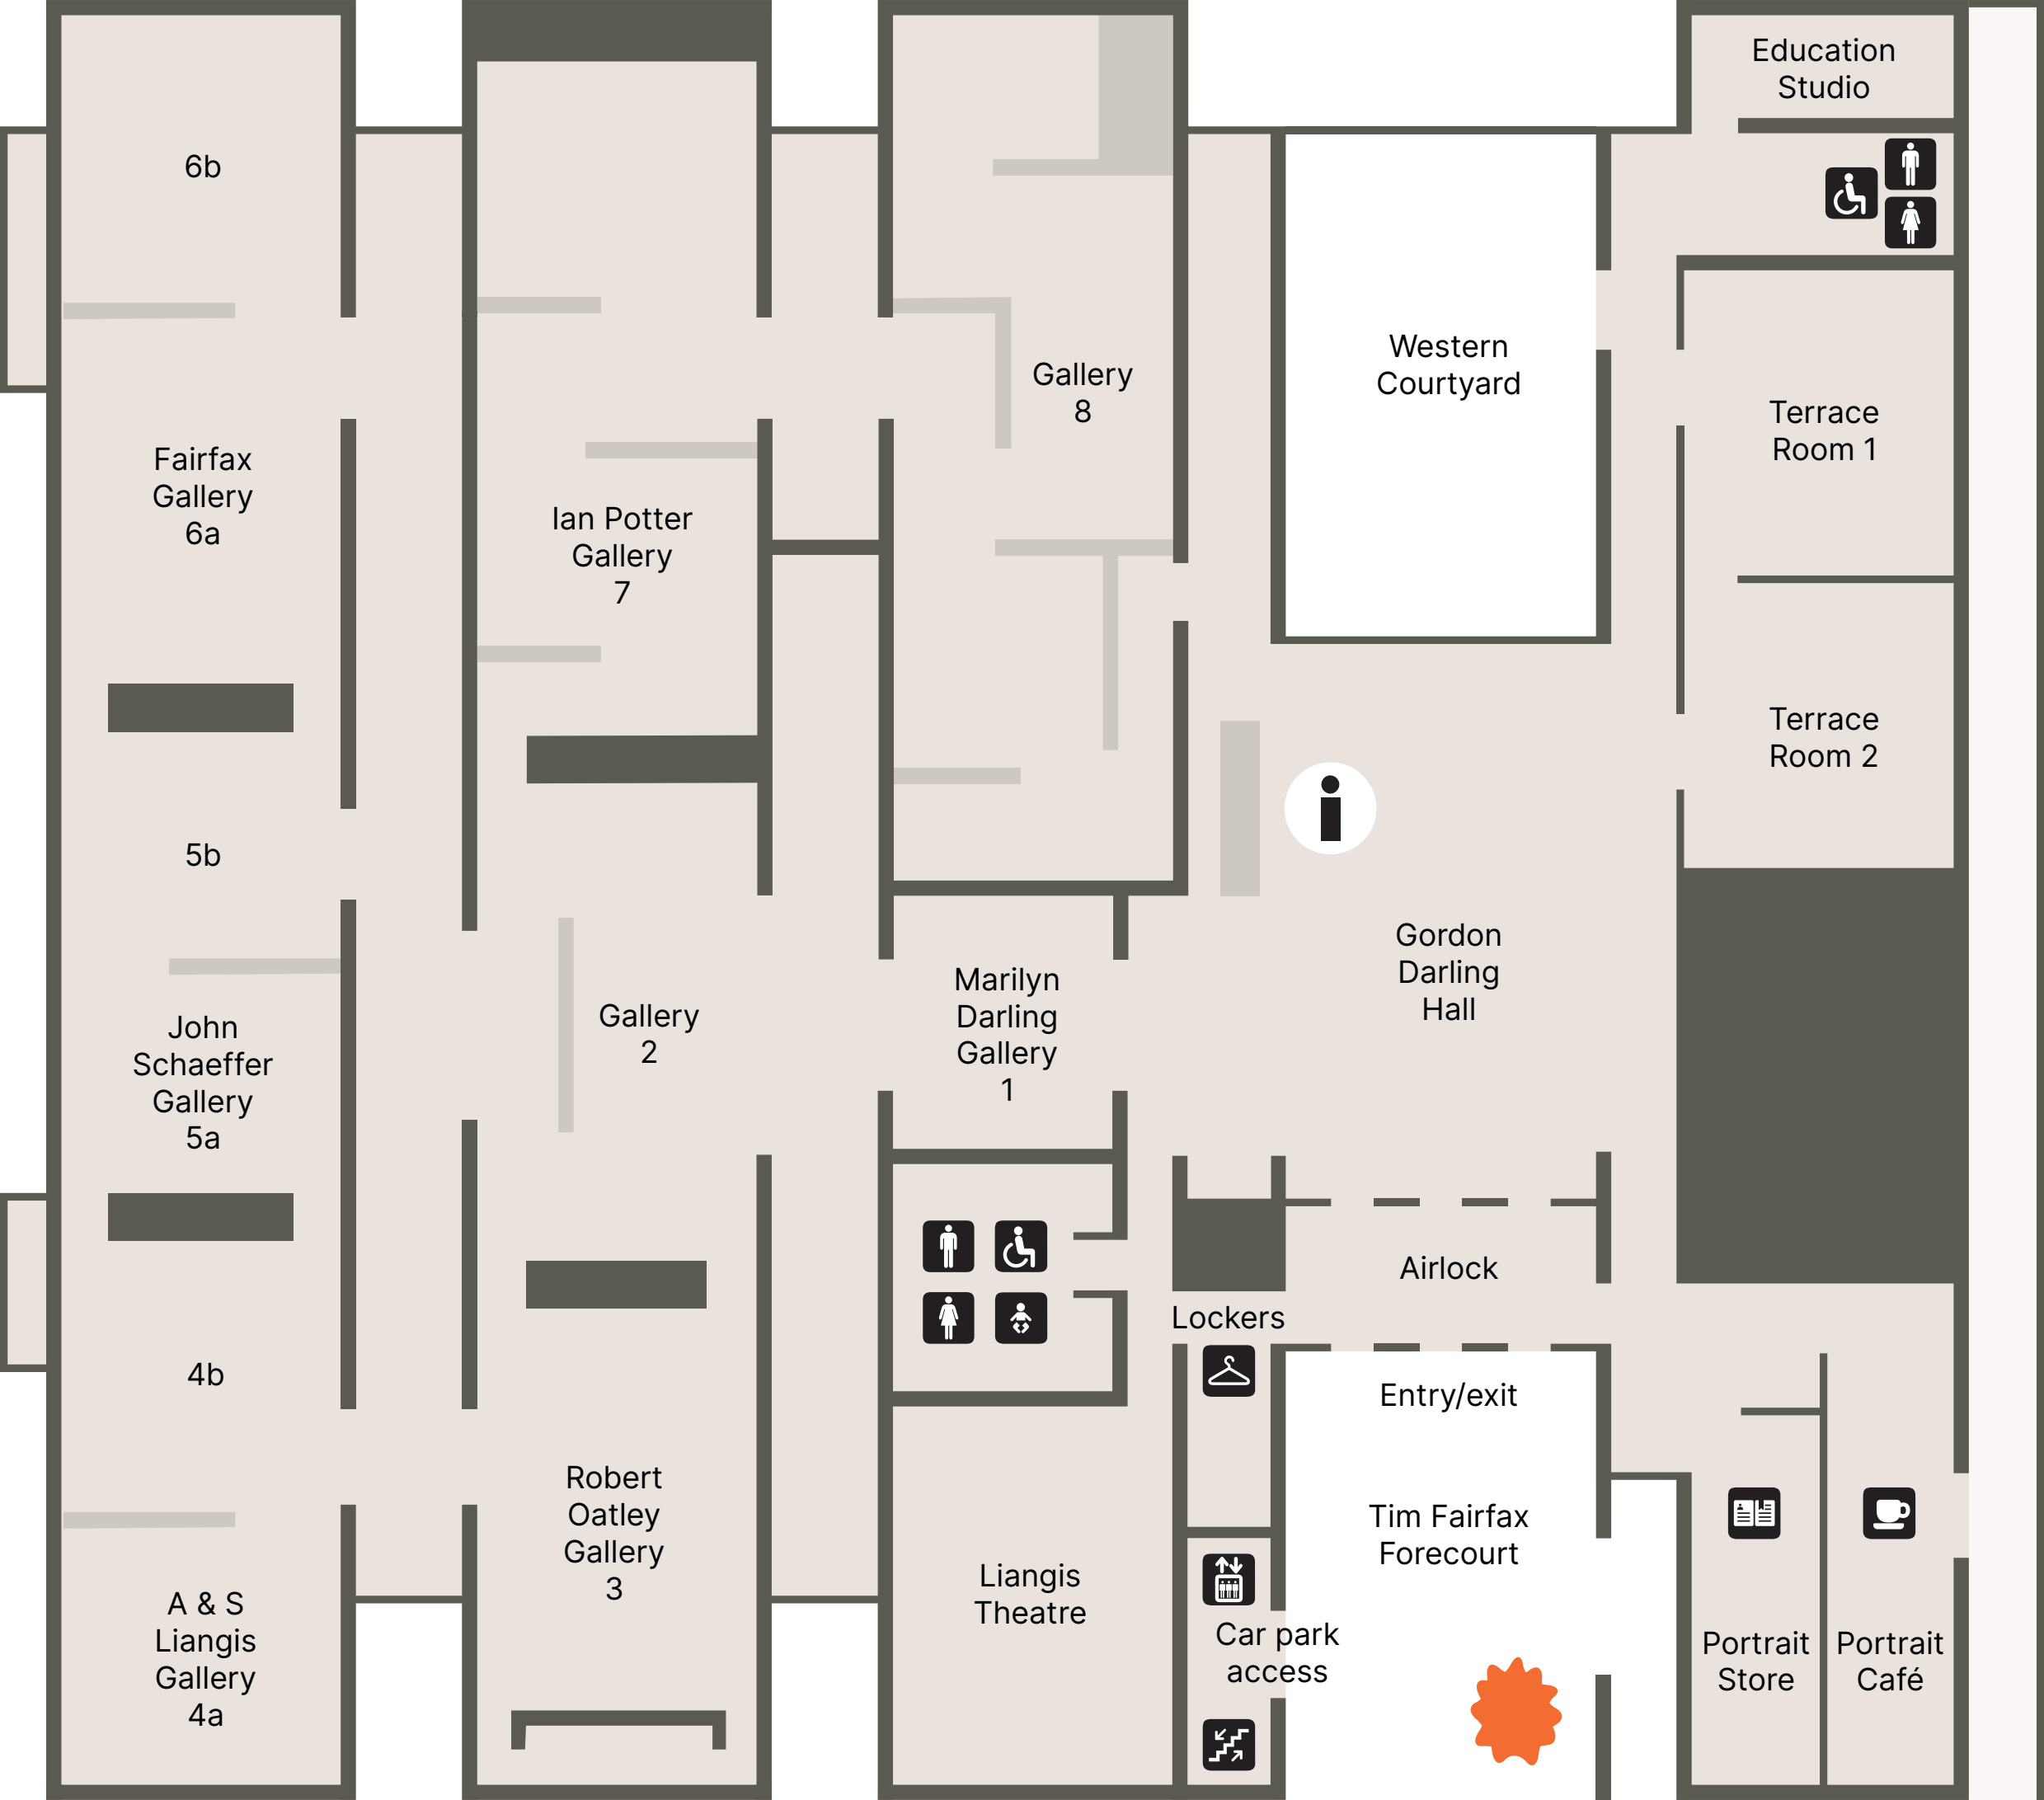 Education
Studio
6b
Western
Courtyard
Gallery
8
Terrace
Room 1
Fairfax
Gallery
6a
Ian Potter
Gallery
7
Terrace
Room 2
5b
Gordon
Darling
Hall
Marilyn
Darling
Gallery
1
Gallery
2
John
Schaeffer
Gallery
5a
Airlock
Lockers
4b
Entry/exit
Robert
Oatley
Gallery
3
Tim Fairfax
Forecourt
Liangis
Theatre
A & S
Liangis
Gallery
4a
Car park
access
Portrait
Store
Portrait
Café